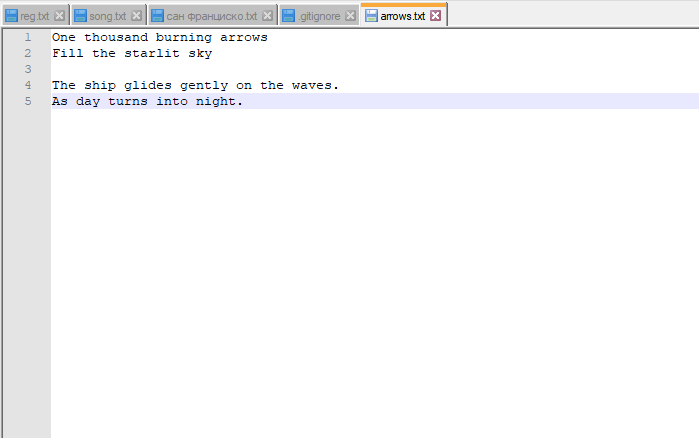 reg.txt song.txt сан франциско.txt .gitignore arrows.txt
1 One thousand burning arrows
2 Fill the starlit sky
3
4 The ship glides gently on the waves.
5 As day turns into night.